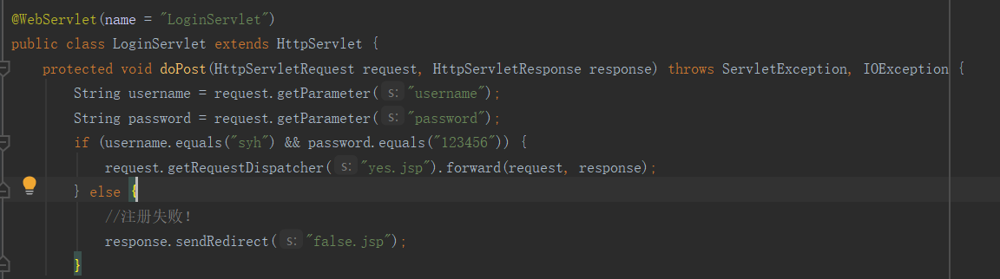 @WebServlet(name = "LoginServlet")
public class LoginServlet extends HttpServlet {
protected void doPost(HttpServletRequest request, HttpServletResponse response) throws ServletException, IOException {
String username = request.getParameter( s: "username");
String password = request.getParameter( s: "password");
if (username.equals("syh") && password.equals("123456")) {
request.getRequestDispatcher( s: "yes.jsp").forward(request, response);
} else {
//注册失败!
response.sendRedirect( s: "false.jsp");
}